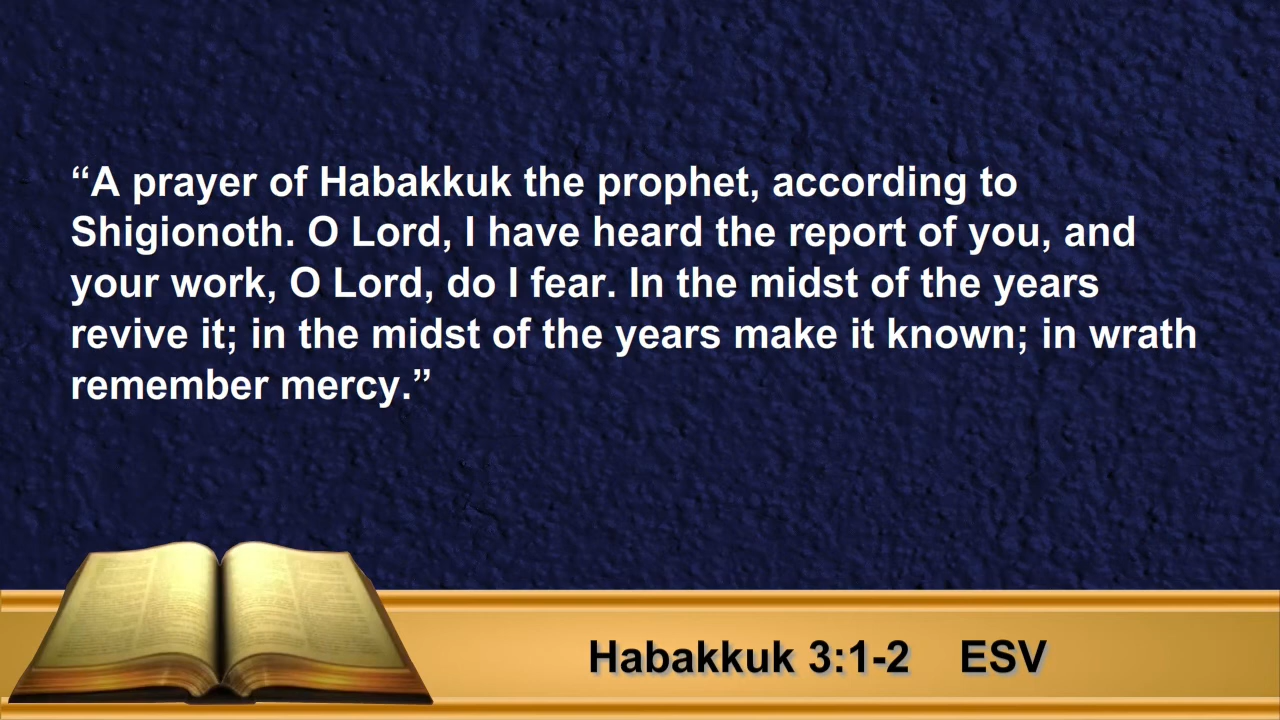 “A prayer of Habakkuk the prophet, according to
Shigionoth. O Lord, I have heard the report of you, and
your work, O Lord, do I fear. In the midst of the years
revive it; in the midst of the years make it known; in wrath
remember mercy.”
Habakkuk 3:1-2 ESV